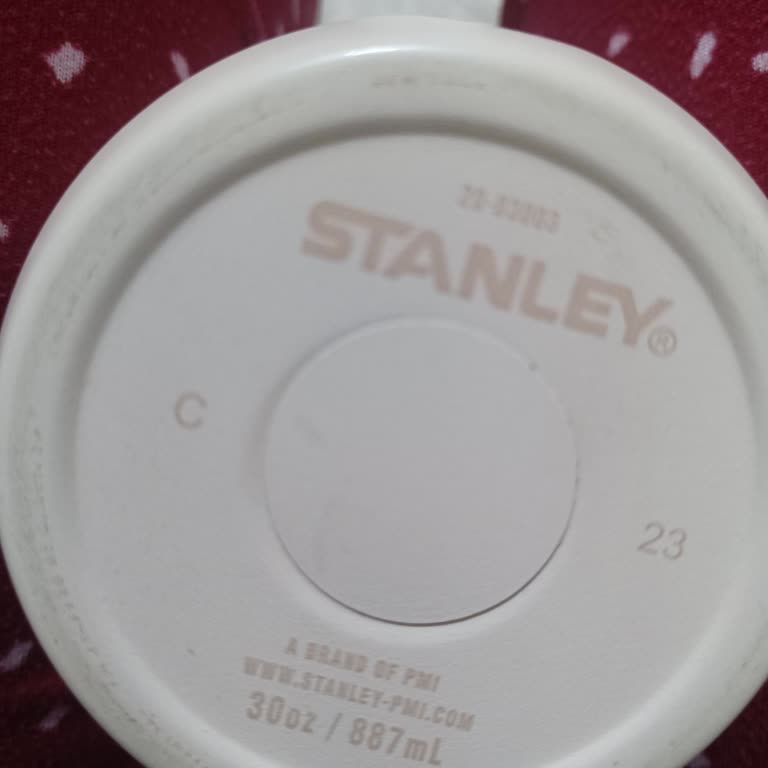 STANLEY®
C
23
A BRAND OF PMI
WWW.STANLEY-PMI.COM
30oz / 887mL